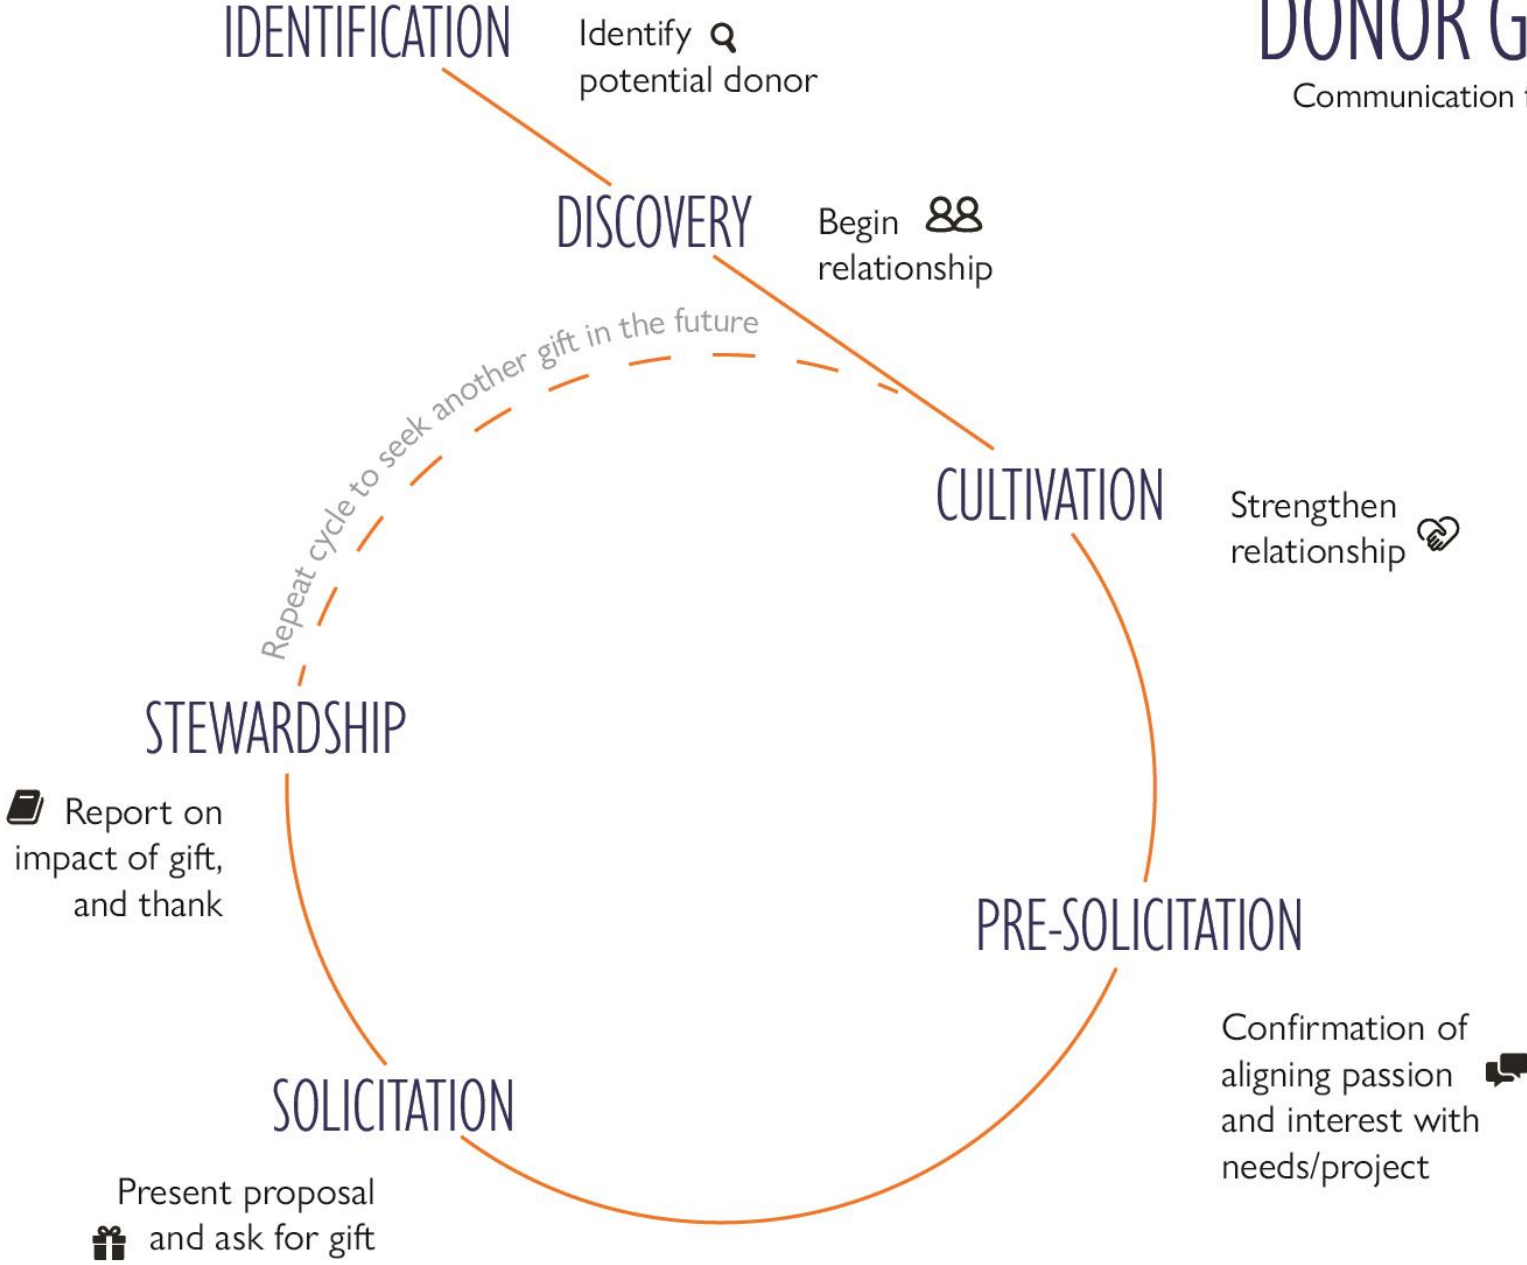 IDENTIFICATION
Identify
potential donor
DONOR G
Communication
DISCOVERY
Begin
relationship
Repeat cycle to seek another gift in the future
CULTIVATION
Strengthen
relationship
STEWARDSHIP
Report on
impact of gift,
and thank
PRE-SOLICITATION
Confirmation of
aligning passion
and interest with
needs/project
SOLICITATION
Present proposal
and ask for gift